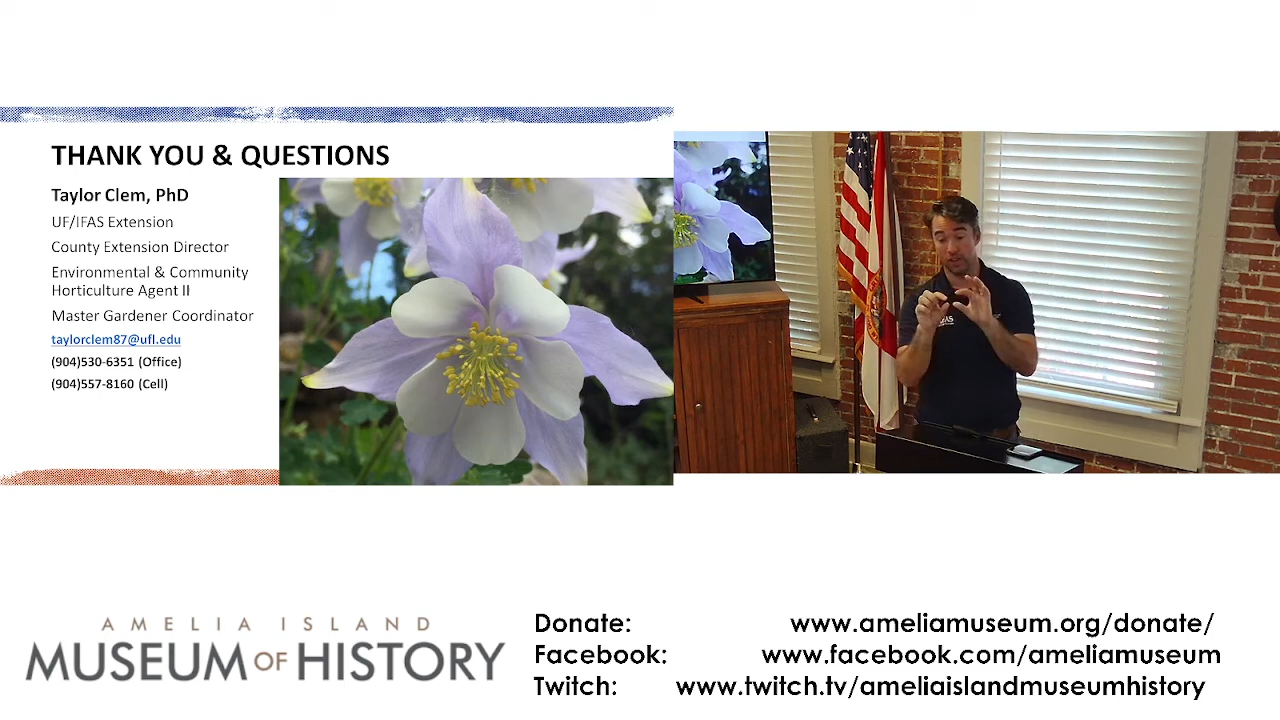 THANK YOU & QUESTIONS
Taylor Clem, PhD
UF/IFAS Extension
County Extension Director
Environmental & Community
Horticulture Agent II
Master Gardener Coordinator
taylorclem87@ufl.edu
(904)530-6351 (Office)
(904)557-8160 (Cell)
AMELIA ISLAND
MUSEUM OF HISTORY
Donate: www.ameliamuseum.org/donate/
Facebook: www.facebook.com/ameliamuseum
Twitch: www.twitch.tv/ameliaislandmuseumhistory